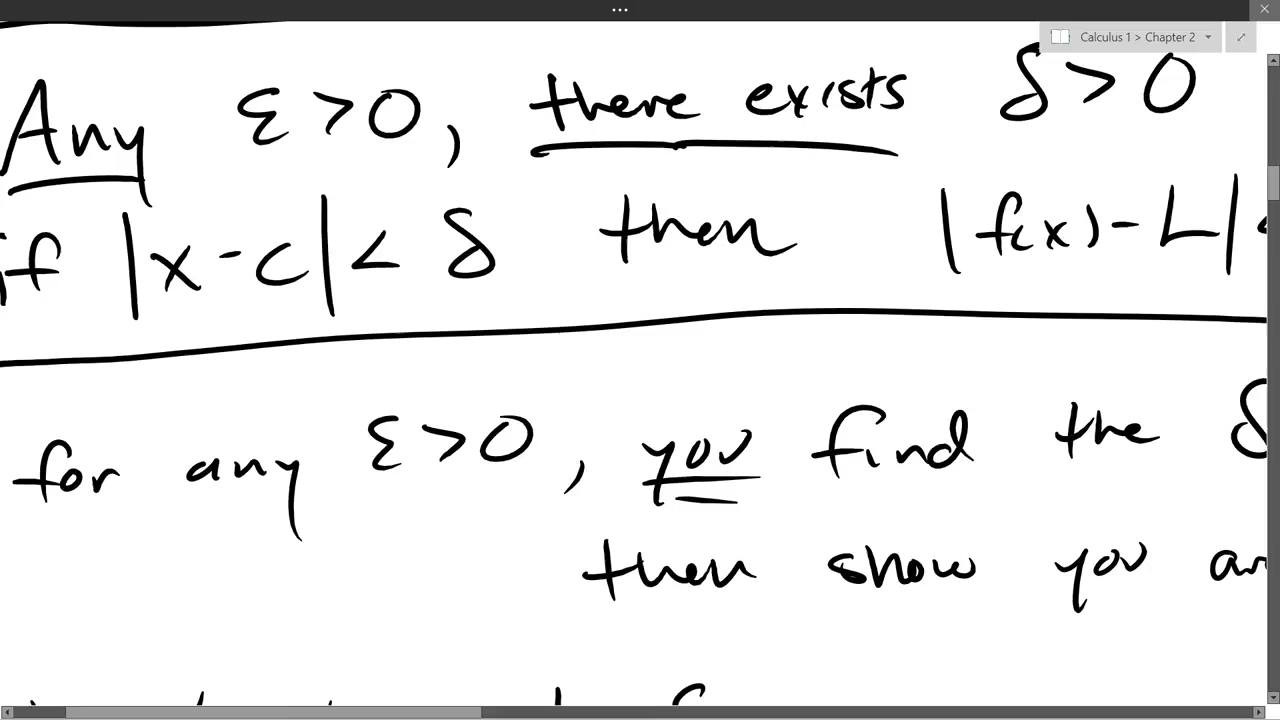 Calculus 1 > Chapter 2
Any ε > 0, there exists δ > 0
if |x - c| < δ then |f(x) - L| <
for any ε > 0, you find the δ
then show you